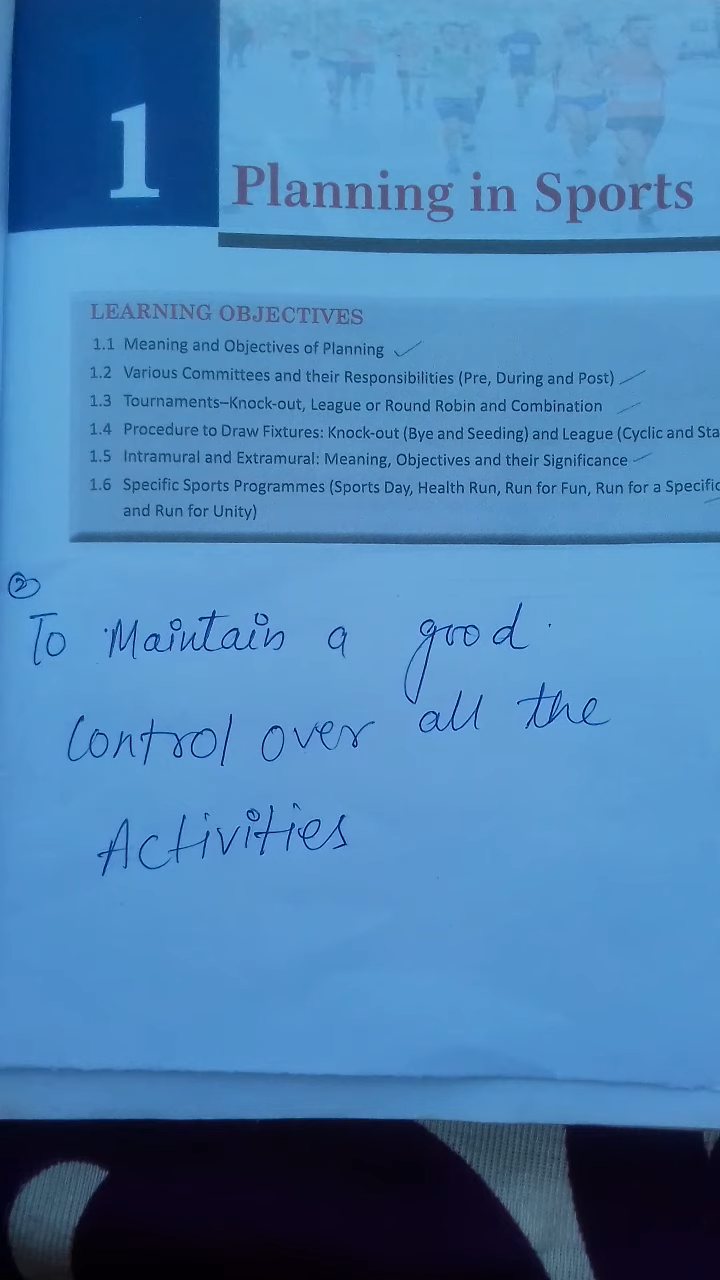 1
Planning in Sports
LEARNING OBJECTIVES
1.1 Meaning and Objectives of Planning
1.2 Various Committees and their Responsibilities (Pre, During and Post)
1.3 Tournaments–Knock-out, League or Round Robin and Combination
1.4 Procedure to Draw Fixtures: Knock-out (Bye and Seeding) and League (Cyclic and Sta
1.5 Intramural and Extramural: Meaning, Objectives and their Significance
1.6 Specific Sports Programmes (Sports Day, Health Run, Run for Fun, Run for a Specific
and Run for Unity)
②
To Maintain a good
Control over all the
Activities